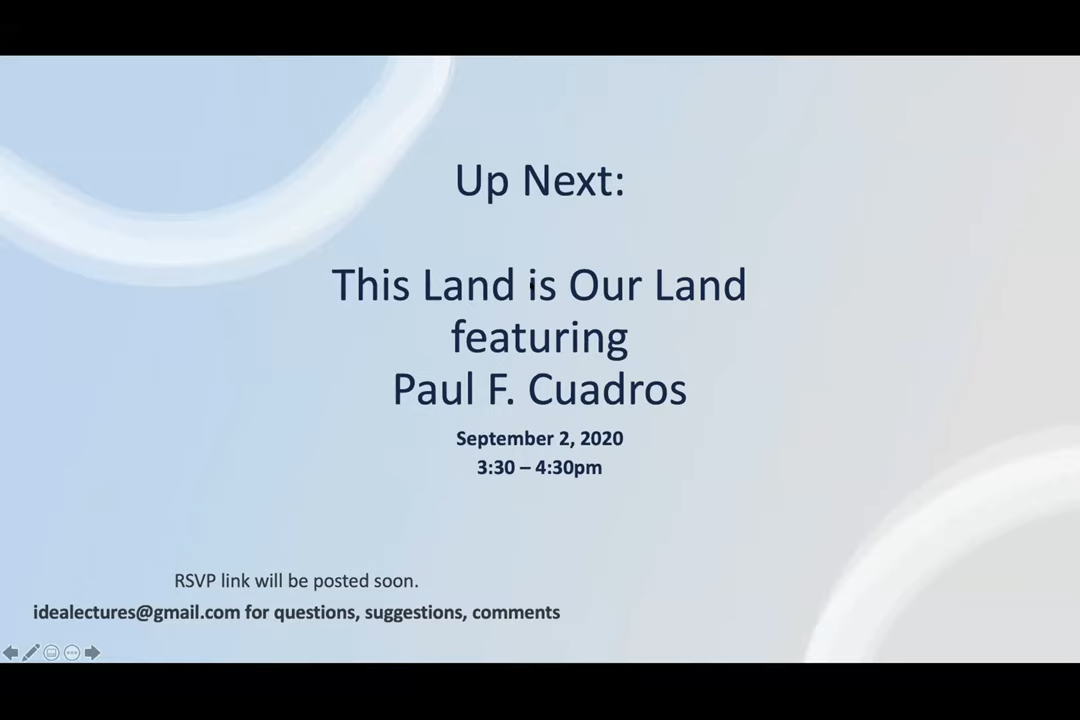 Up Next:
This Land is Our Land
featuring
Paul F. Cuadros
September 2, 2020
3:30 – 4:30pm
RSVP link will be posted soon.
idealectures@gmail.com for questions, suggestions, comments